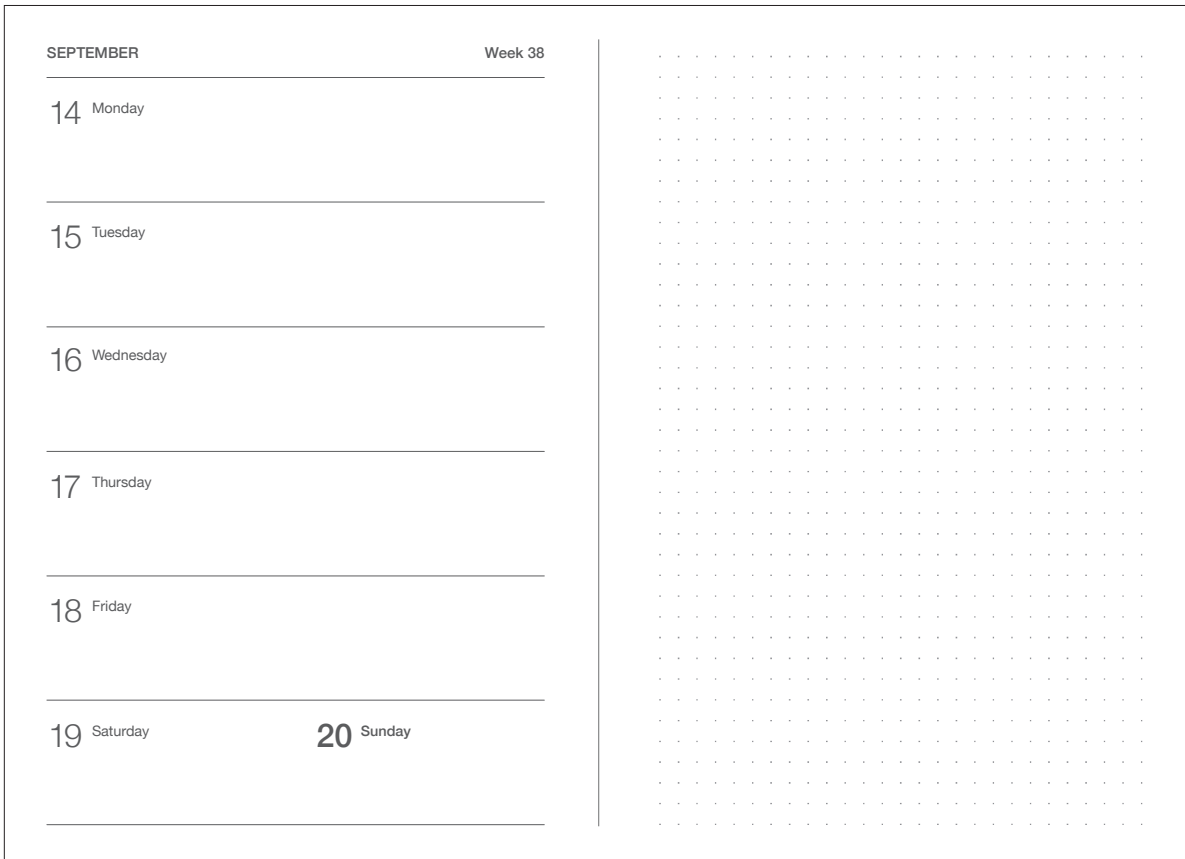 SEPTEMBER Week 38
14 Monday
15 Tuesday
16 Wednesday
17 Thursday
18 Friday
19 Saturday 20 Sunday